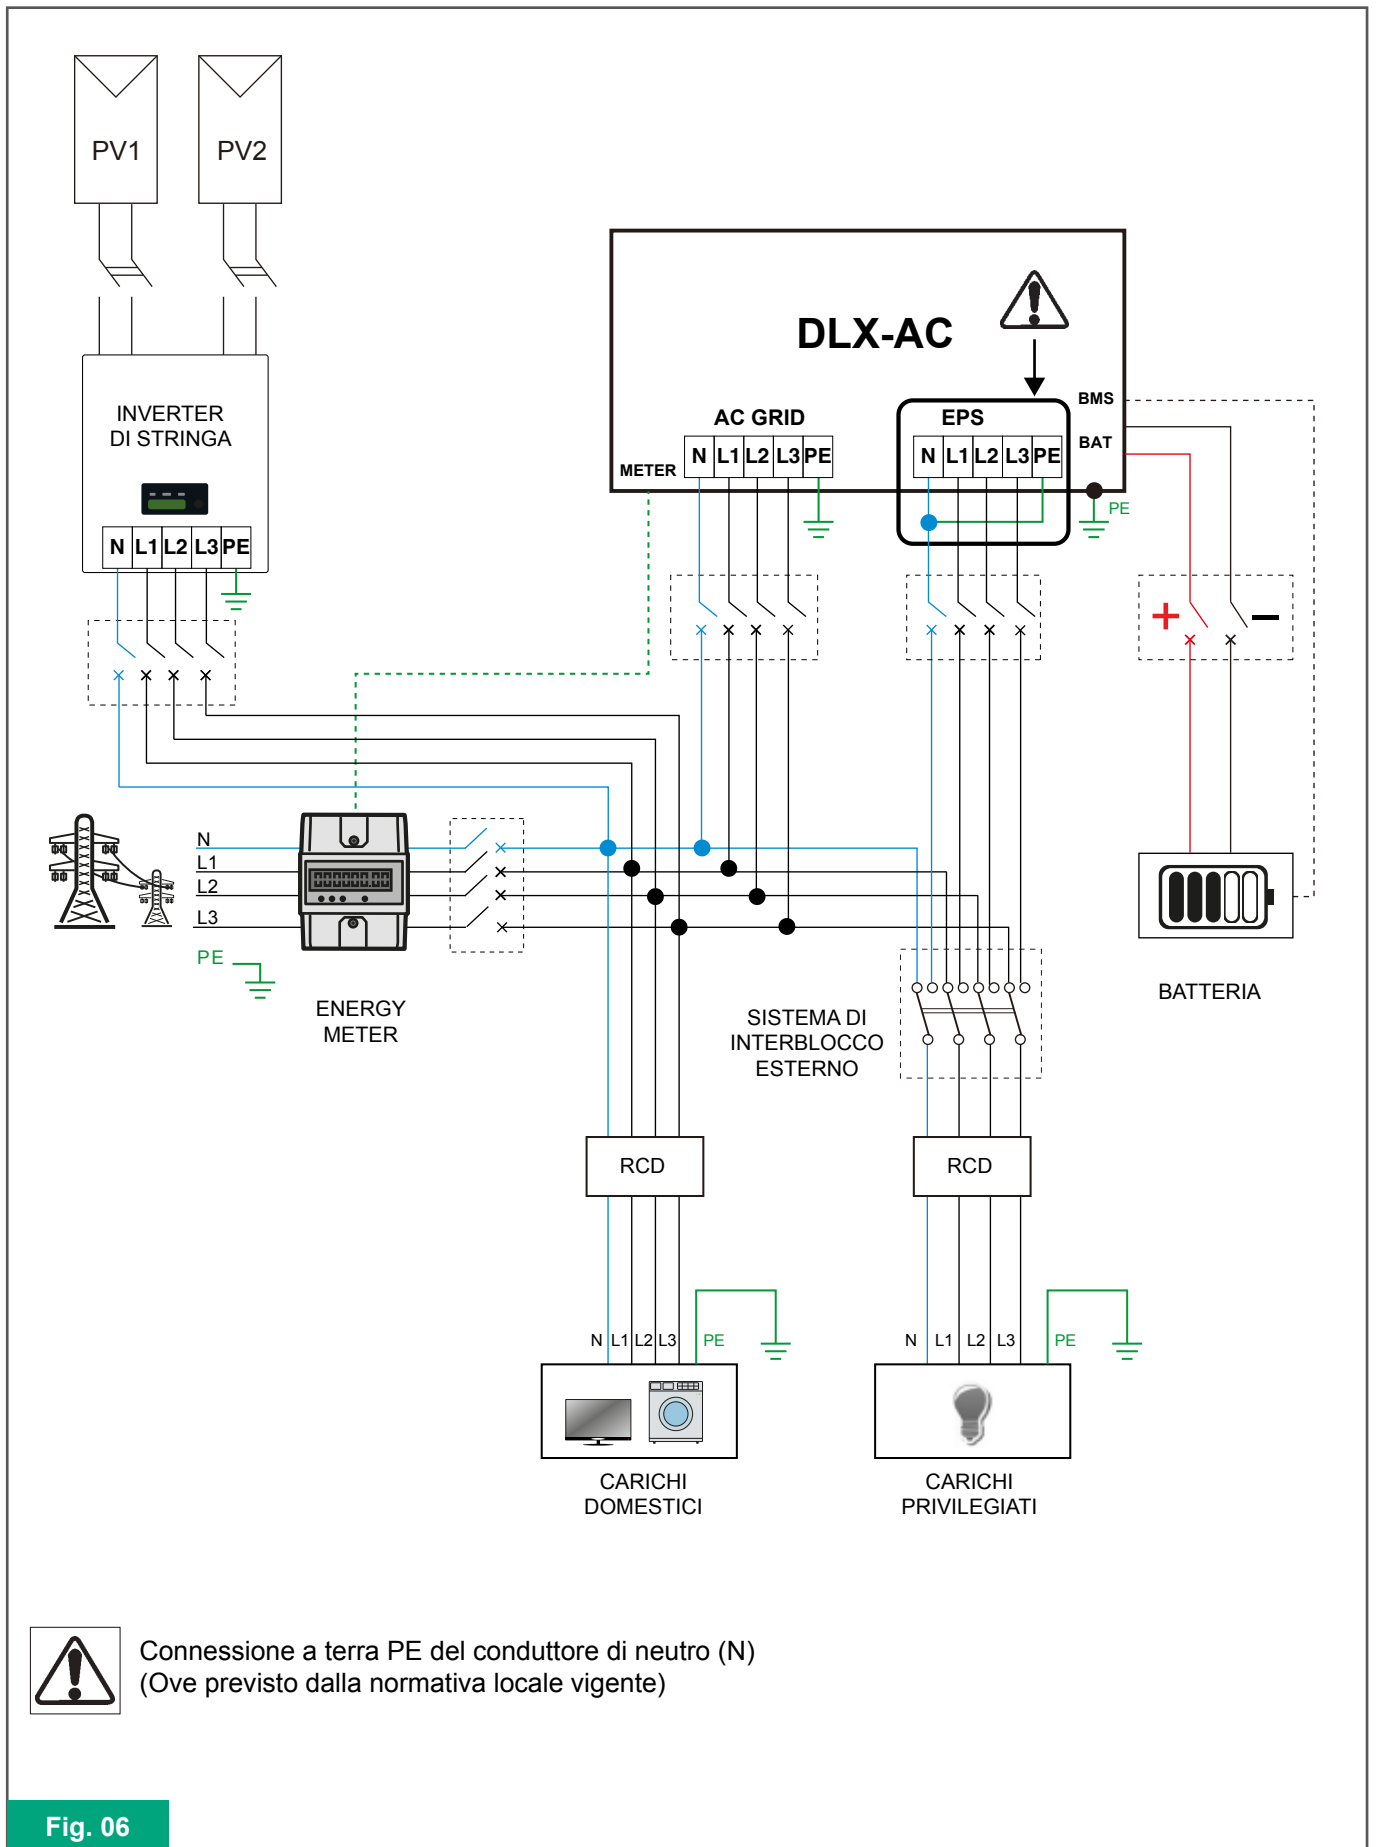 PV1
PV2
DLX-AC
INVERTER
DI STRINGA
AC GRID
EPS
BMS
BAT
METER
N L1 L2 L3 PE
N L1 L2 L3 PE
PE
N L1 L2 L3 PE
+ −
N
L1
L2
L3
PE
000000.00
ENERGY
METER
SISTEMA DI
INTERBLOCCO
ESTERNO
BATTERIA
RCD
RCD
N L1 L2 L3 PE
N L1 L2 L3 PE
CARICHI
DOMESTICI
CARICHI
PRIVILEGIATI
Connessione a terra PE del conduttore di neutro (N)
(Ove previsto dalla normativa locale vigente)
Fig. 06